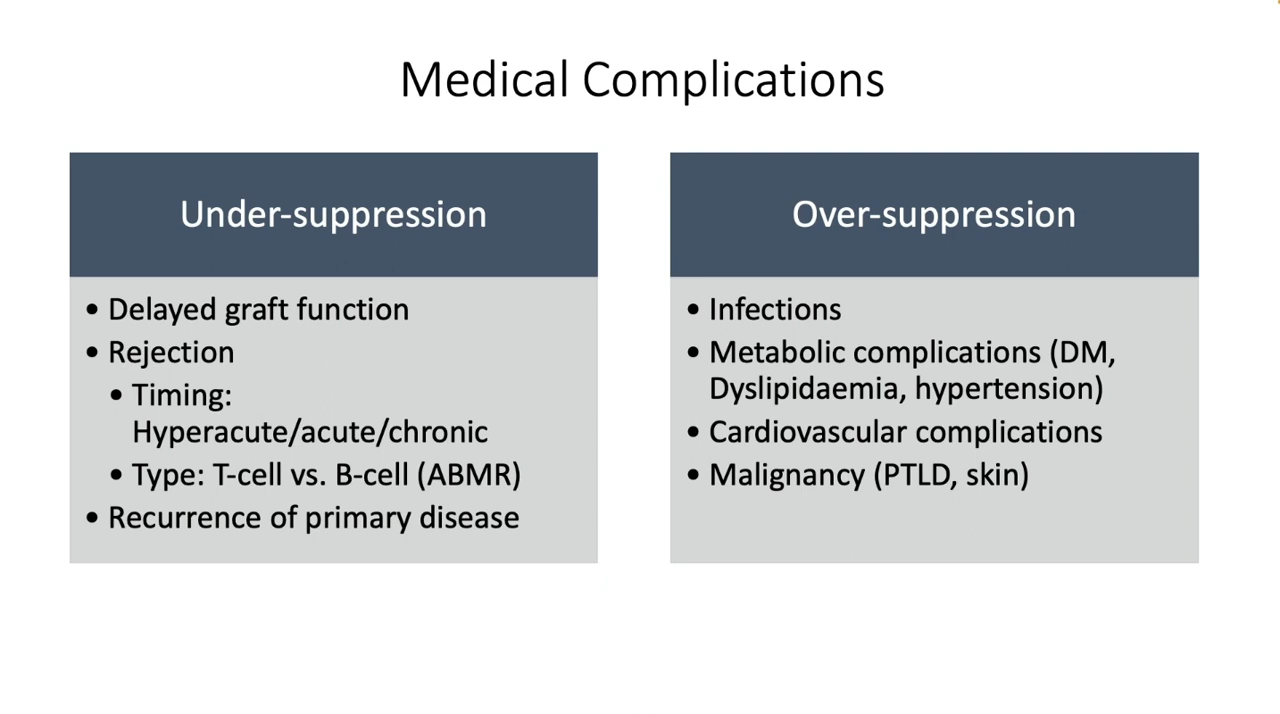 Medical Complications
Under-suppression
• Delayed graft function
• Rejection
• Timing:
Hyperacute/acute/chronic
• Type: T-cell vs. B-cell (ABMR)
• Recurrence of primary disease
Over-suppression
• Infections
• Metabolic complications (DM,
Dyslipidaemia, hypertension)
• Cardiovascular complications
• Malignancy (PTLD, skin)